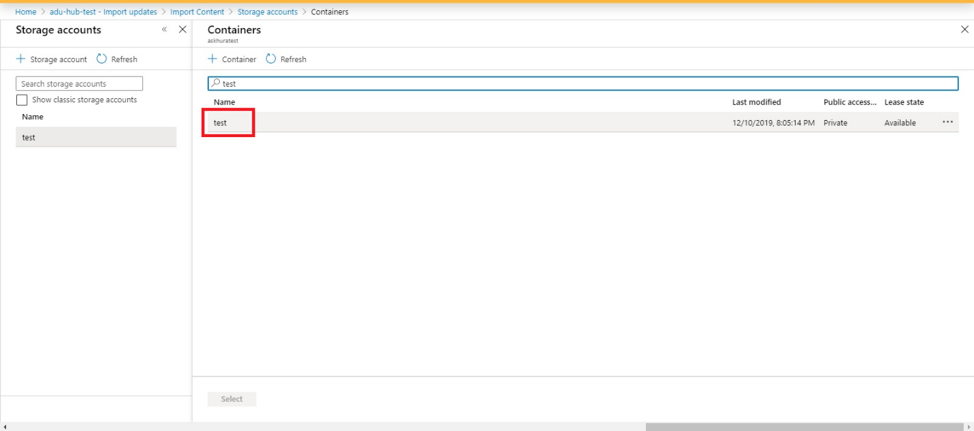 Home > adu-hub-test - Import updates > Import Content > Storage accounts > Containers
Storage accounts
Storage account Refresh
Search storage accounts
Show classic storage accounts
Name
test
Containers
askhuratest
Container Refresh
test
Name Last modified Public access... Lease state
test 12/10/2019, 8:05:14 PM Private Available ...
Select